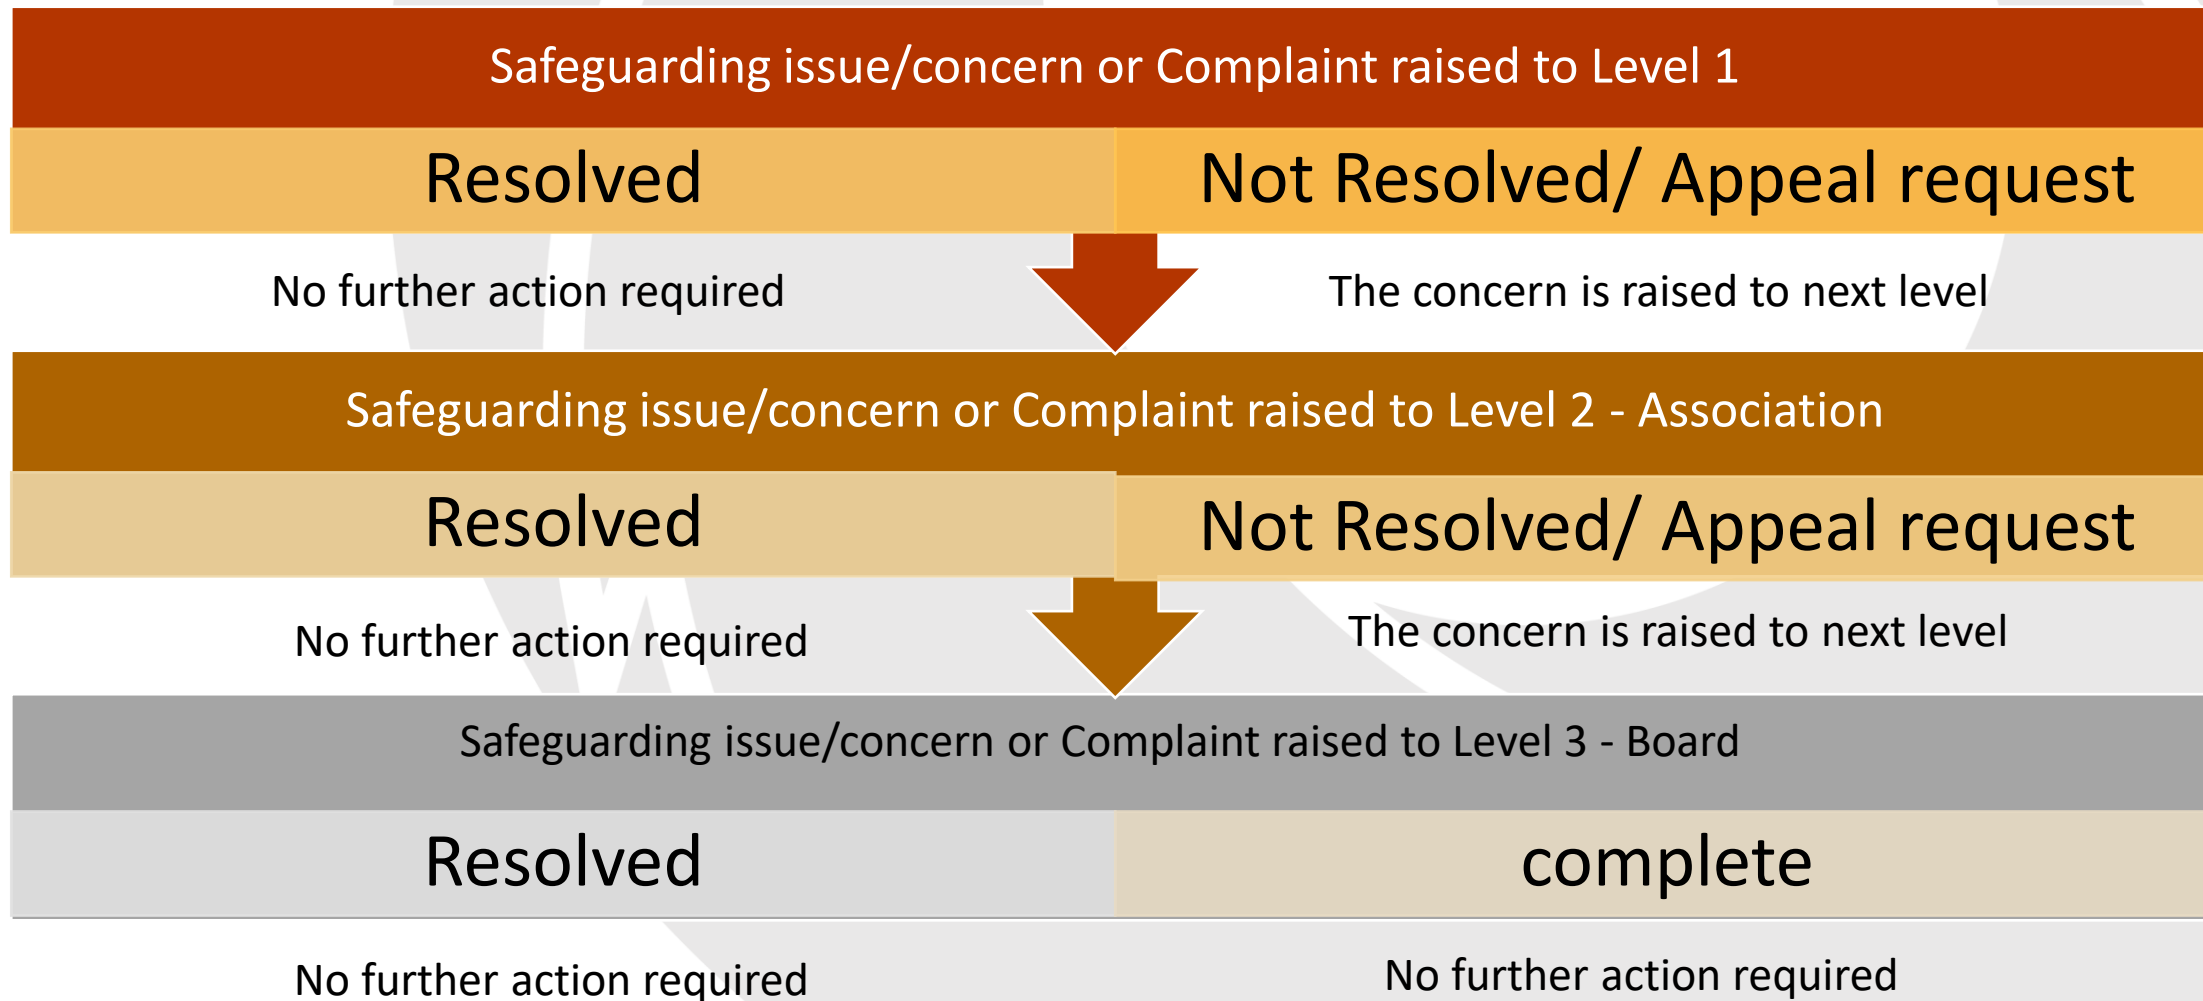 Safeguarding issue/concern or Complaint raised to Level 1
Resolved
Not Resolved/ Appeal request
No further action required
The concern is raised to next level
Safeguarding issue/concern or Complaint raised to Level 2 - Association
Resolved
Not Resolved/ Appeal request
No further action required
The concern is raised to next level
Safeguarding issue/concern or Complaint raised to Level 3 - Board
Resolved
complete
No further action required
No further action required